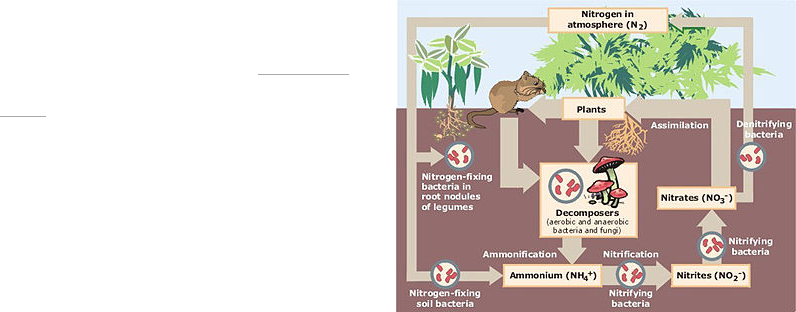 Nitrogen in
atmosphere (N2)
Plants
Assimilation
Denitrifying
bacteria
Nitrogen-fixing
bacteria in
root nodules
of legumes
Decomposers
(aerobic and anaerobic
bacteria and fungi)
Nitrates (NO3-)
Ammonification
Nitrification
Nitrifying
bacteria
Ammonium (NH4+)
Nitrites (NO2-)
Nitrogen-fixing
soil bacteria
Nitrifying
bacteria